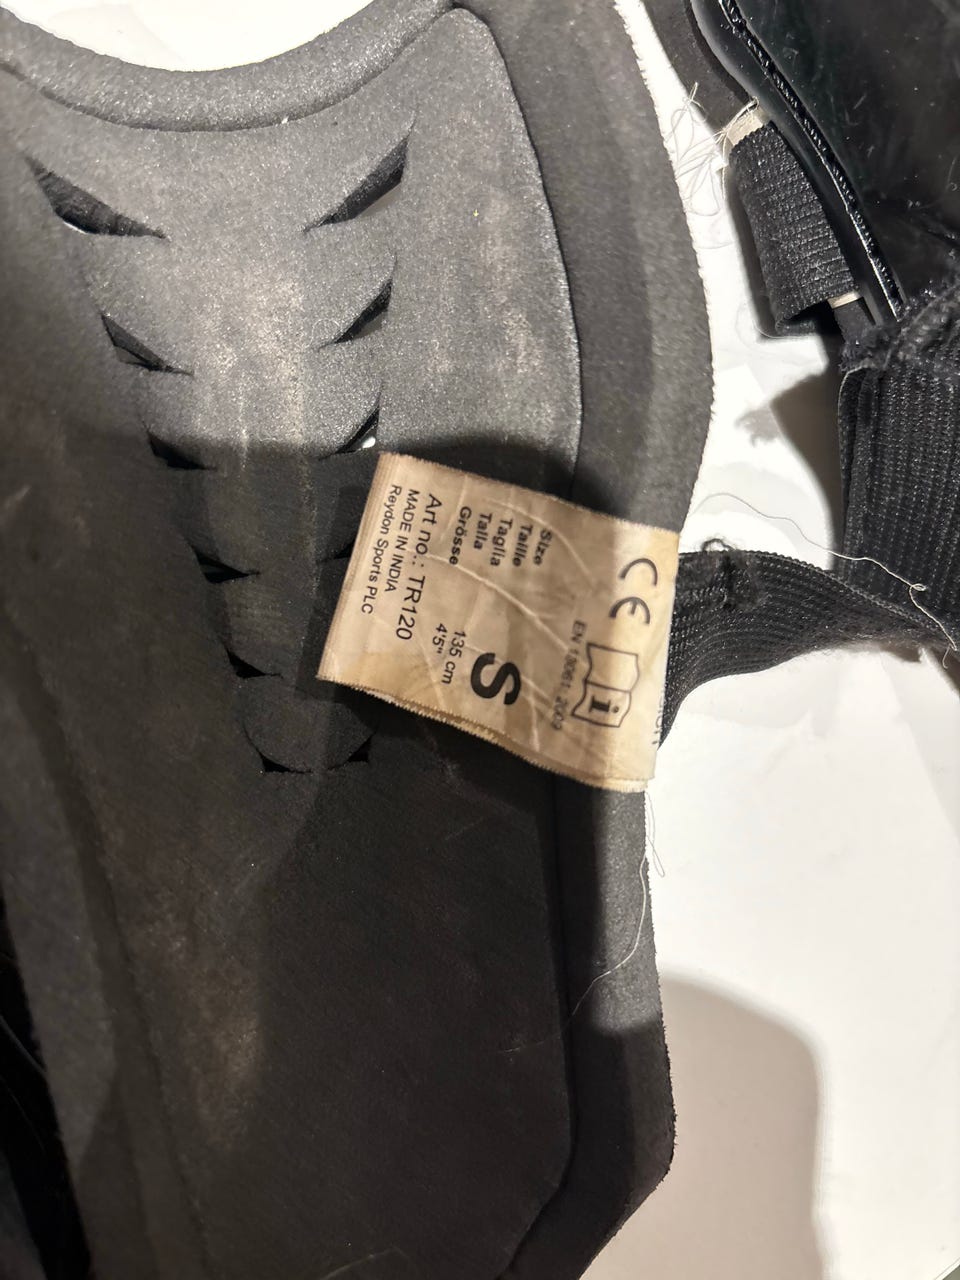 CE
EN 13061: 2009
i
Size
Taille
Taglia
Talla
Grösse
S
135 cm
4'5"
Art no.: TR120
MADE IN INDIA
Reydon Sports PLC